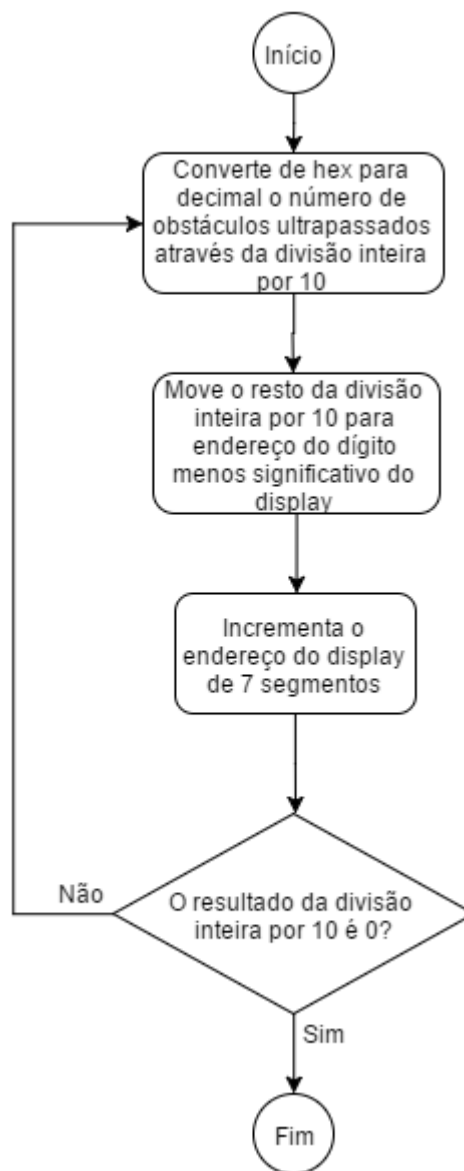 Início
Converte de hex para
decimal o número de
obstáculos ultrapassados
através da divisão inteira
por 10
Move o resto da divisão
inteira por 10 para
endereço do dígito
menos significativo do
display
Incrementa o
endereço do display
de 7 segmentos
Não
O resultado da divisão
inteira por 10 é 0?
Sim
Fim